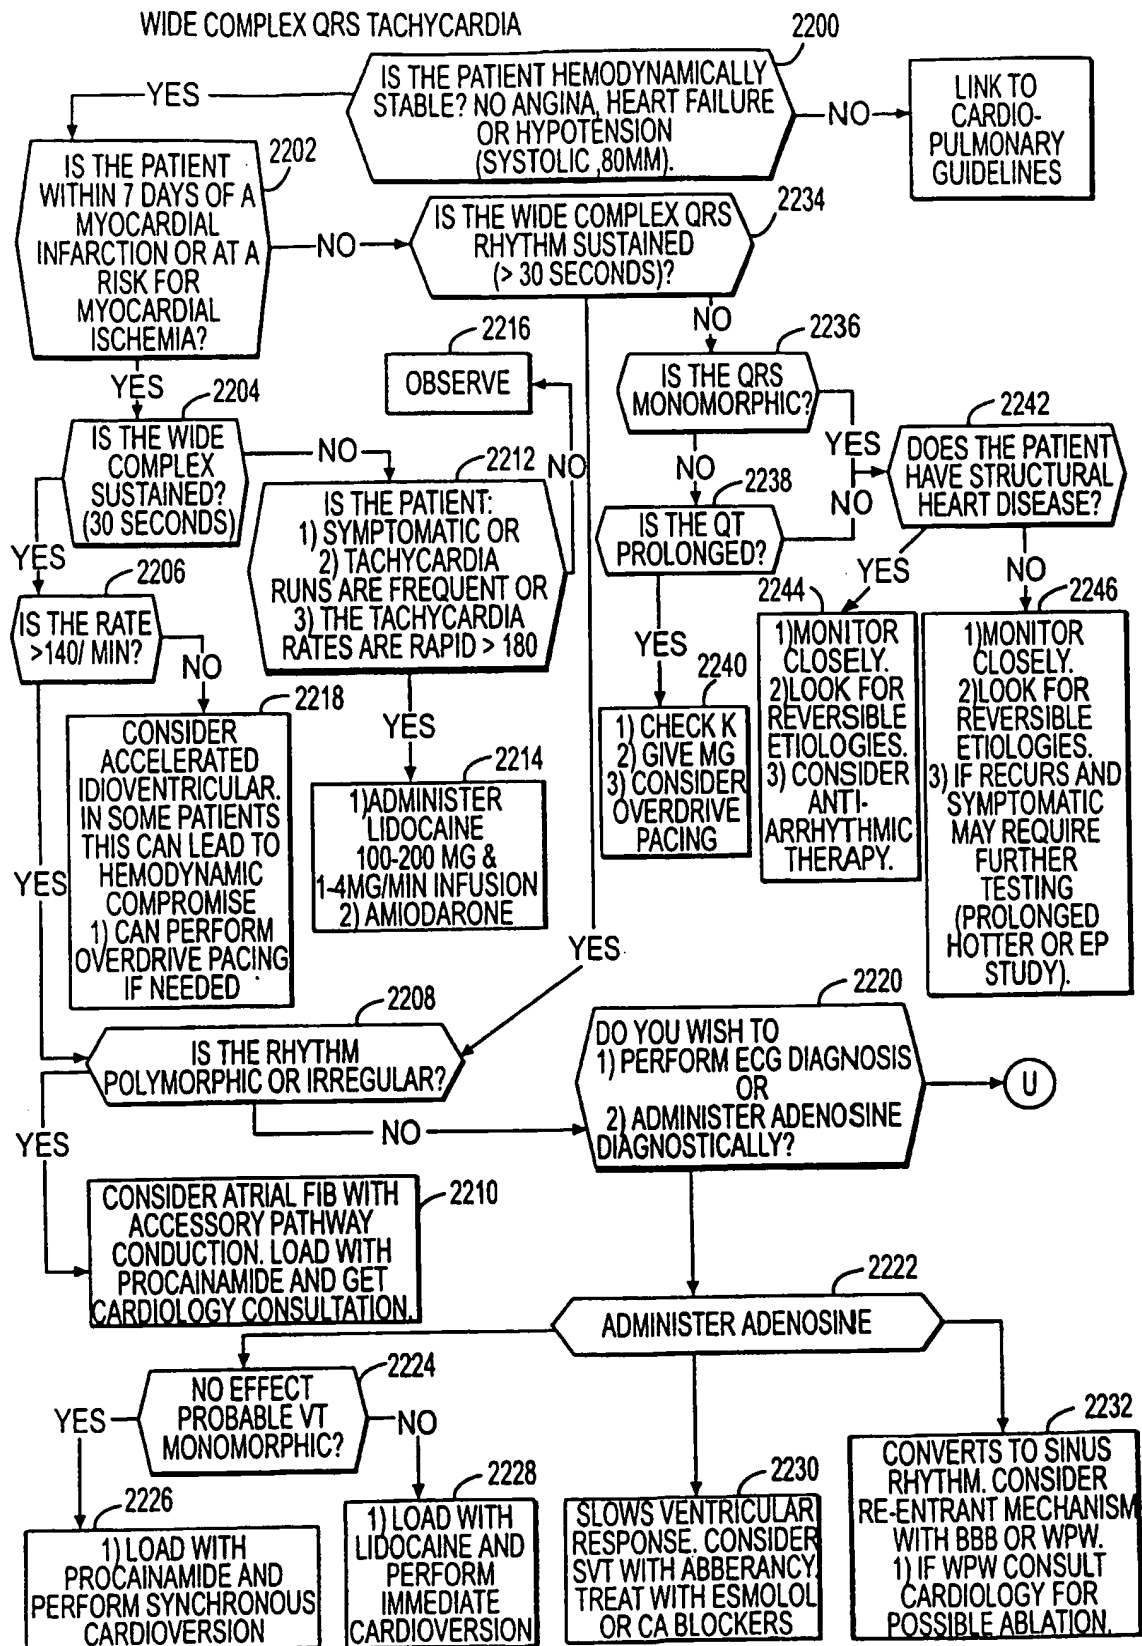 WIDE COMPLEX QRS TACHYCARDIA
2200
IS THE PATIENT HEMODYNAMICALLY
STABLE? NO ANGINA, HEART FAILURE
OR HYPOTENSION
(SYSTOLIC ,80MM).
YES
NO
LINK TO
CARDIO-
PULMONARY
GUIDELINES
2202
IS THE PATIENT
WITHIN 7 DAYS OF A
MYOCARDIAL
INFARCTION OR AT A
RISK FOR
MYOCARDIAL
ISCHEMIA?
NO
2234
IS THE WIDE COMPLEX QRS
RHYTHM SUSTAINED
(> 30 SECONDS)?
NO
YES
2216
OBSERVE
2236
IS THE QRS
MONOMORPHIC?
YES
NO
2204
IS THE WIDE
COMPLEX
SUSTAINED?
(30 SECONDS)
NO
YES
2212
IS THE PATIENT:
1) SYMPTOMATIC OR
2) TACHYCARDIA
RUNS ARE FREQUENT OR
3) THE TACHYCARDIA
RATES ARE RAPID > 180
NO
YES
2238
IS THE QT
PROLONGED?
NO
YES
2242
DOES THE PATIENT
HAVE STRUCTURAL
HEART DISEASE?
YES
NO
2206
IS THE RATE
>140/ MIN?
NO
YES
2218
CONSIDER
ACCELERATED
IDIOVENTRICULAR.
IN SOME PATIENTS
THIS CAN LEAD TO
HEMODYNAMIC
COMPROMISE
1) CAN PERFORM
OVERDRIVE PACING
IF NEEDED
2214
1)ADMINISTER
LIDOCAINE
100-200 MG &
1-4MG/MIN INFUSION
2) AMIODARONE
2240
1) CHECK K
2) GIVE MG
3) CONSIDER
OVERDRIVE
PACING
2244
1)MONITOR
CLOSELY.
2)LOOK FOR
REVERSIBLE
ETIOLOGIES.
3) CONSIDER
ANTI-
ARRHYTHMIC
THERAPY.
2246
1)MONITOR
CLOSELY.
2)LOOK FOR
REVERSIBLE
ETIOLOGIES.
3) IF RECURS AND
SYMPTOMATIC
MAY REQUIRE
FURTHER
TESTING
(PROLONGED
HOTTER OR EP
STUDY).
YES
2208
IS THE RHYTHM
POLYMORPHIC OR IRREGULAR?
YES
NO
2220
DO YOU WISH TO
1) PERFORM ECG DIAGNOSIS
OR
2) ADMINISTER ADENOSINE
DIAGNOSTICALLY?
U
2210
CONSIDER ATRIAL FIB WITH
ACCESSORY PATHWAY
CONDUCTION. LOAD WITH
PROCAINAMIDE AND GET
CARDIOLOGY CONSULTATION.
2222
ADMINISTER ADENOSINE
2224
NO EFFECT
PROBABLE VT
MONOMORPHIC?
YES
NO
2226
1) LOAD WITH
PROCAINAMIDE AND
PERFORM SYNCHRONOUS
CARDIOVERSION
2228
1) LOAD WITH
LIDOCAINE AND
PERFORM
IMMEDIATE
CARDIOVERSION
2230
SLOWS VENTRICULAR
RESPONSE. CONSIDER
SVT WITH ABBERANCY.
TREAT WITH ESMOLOL
OR CA BLOCKERS
2232
CONVERTS TO SINUS
RHYTHM. CONSIDER
RE-ENTRANT MECHANISM
WITH BBB OR WPW.
1) IF WPW CONSULT
CARDIOLOGY FOR
POSSIBLE ABLATION.